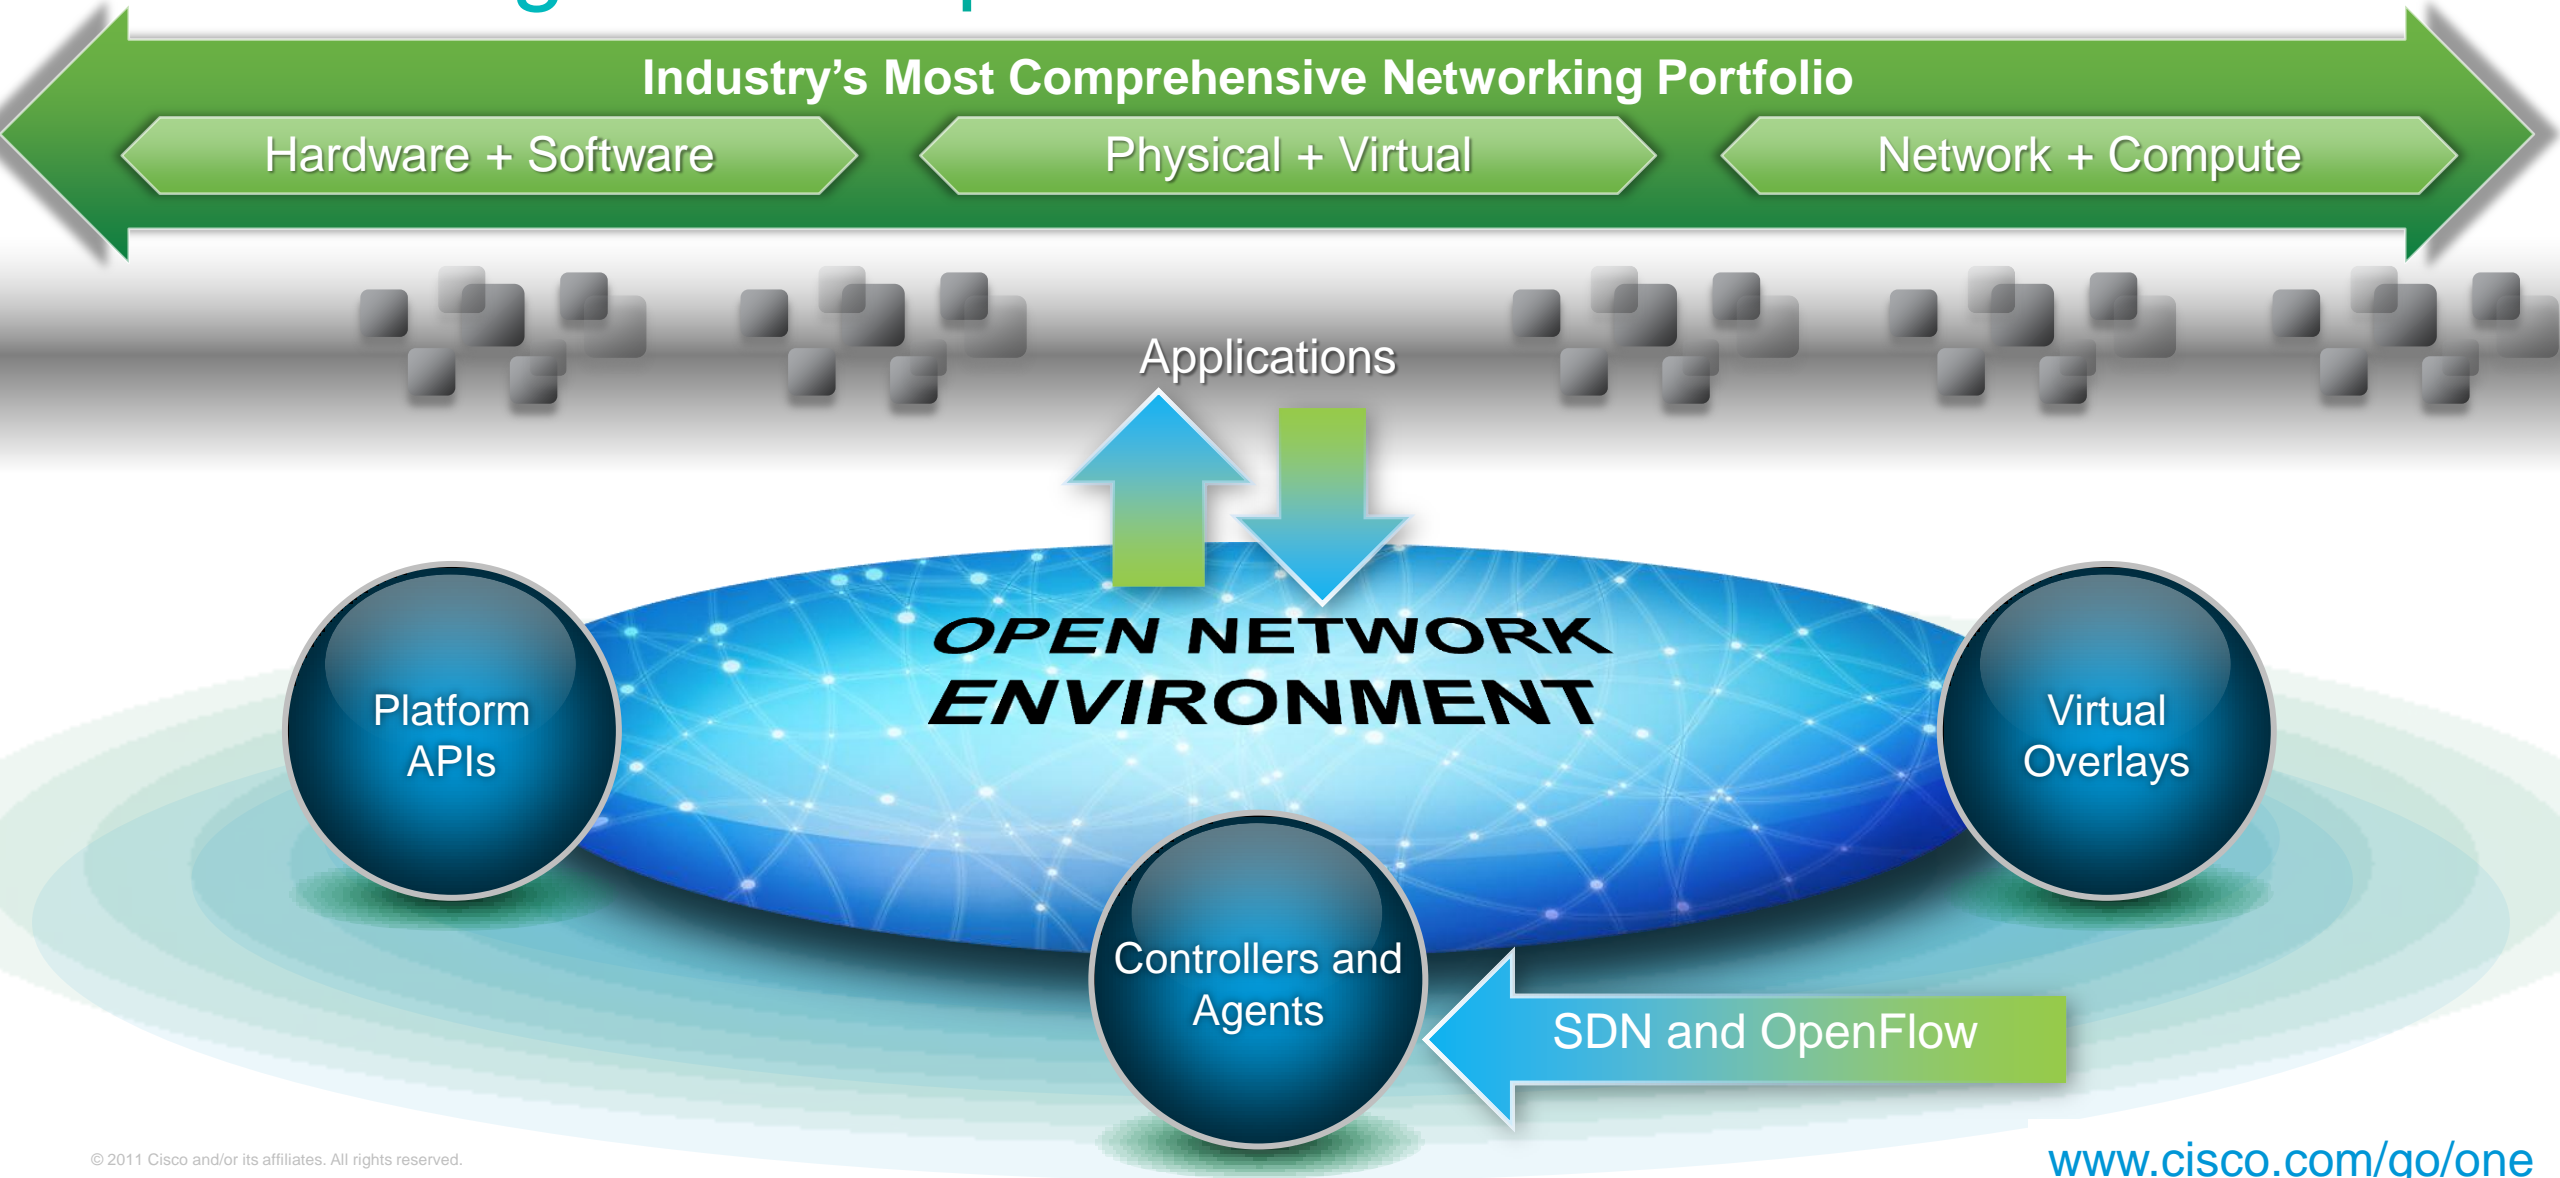 Industry’s Most Comprehensive Networking Portfolio
Hardware + Software
Physical + Virtual
Network + Compute
Applications
OPEN NETWORK
ENVIRONMENT
Platform
APIs
Virtual
Overlays
Controllers and
Agents
SDN and OpenFlow
© 2011 Cisco and/or its affiliates. All rights reserved.
www.cisco.com/go/one